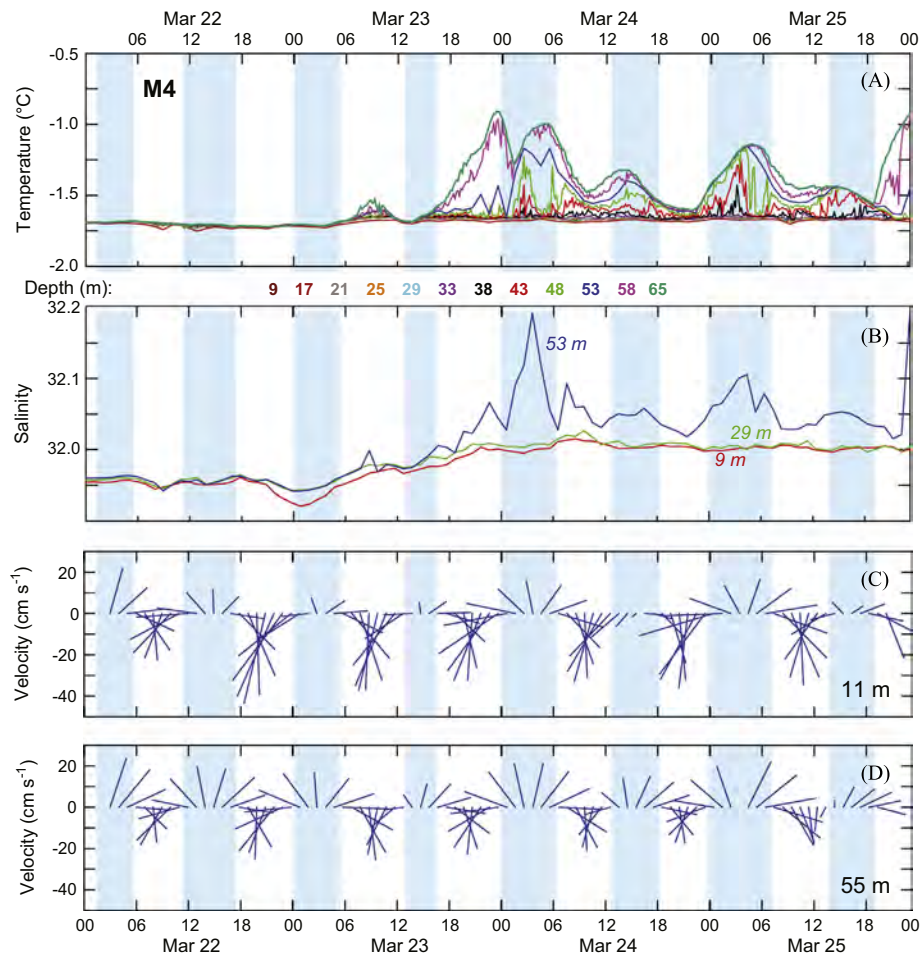 Mar 22 Mar 23 Mar 24 Mar 25
06 12 18 00 06 12 18 00 06 12 18 00 06 12 18 00
-0.5
(A)
M4
Temperature (°C)
-1.0
-1.5
-2.0
Depth (m): 9 17 21 25 29 33 38 43 48 53 58 65
32.2
(B)
53 m
Salinity
32.1
29 m
32.0
9 m
20
(C)
Velocity (cm s⁻¹)
0
-20
-40
11 m
20
(D)
Velocity (cm s⁻¹)
0
-20
-40
55 m
00 06 12 18 00 06 12 18 00 06 12 18 00 06 12 18 00
Mar 22 Mar 23 Mar 24 Mar 25